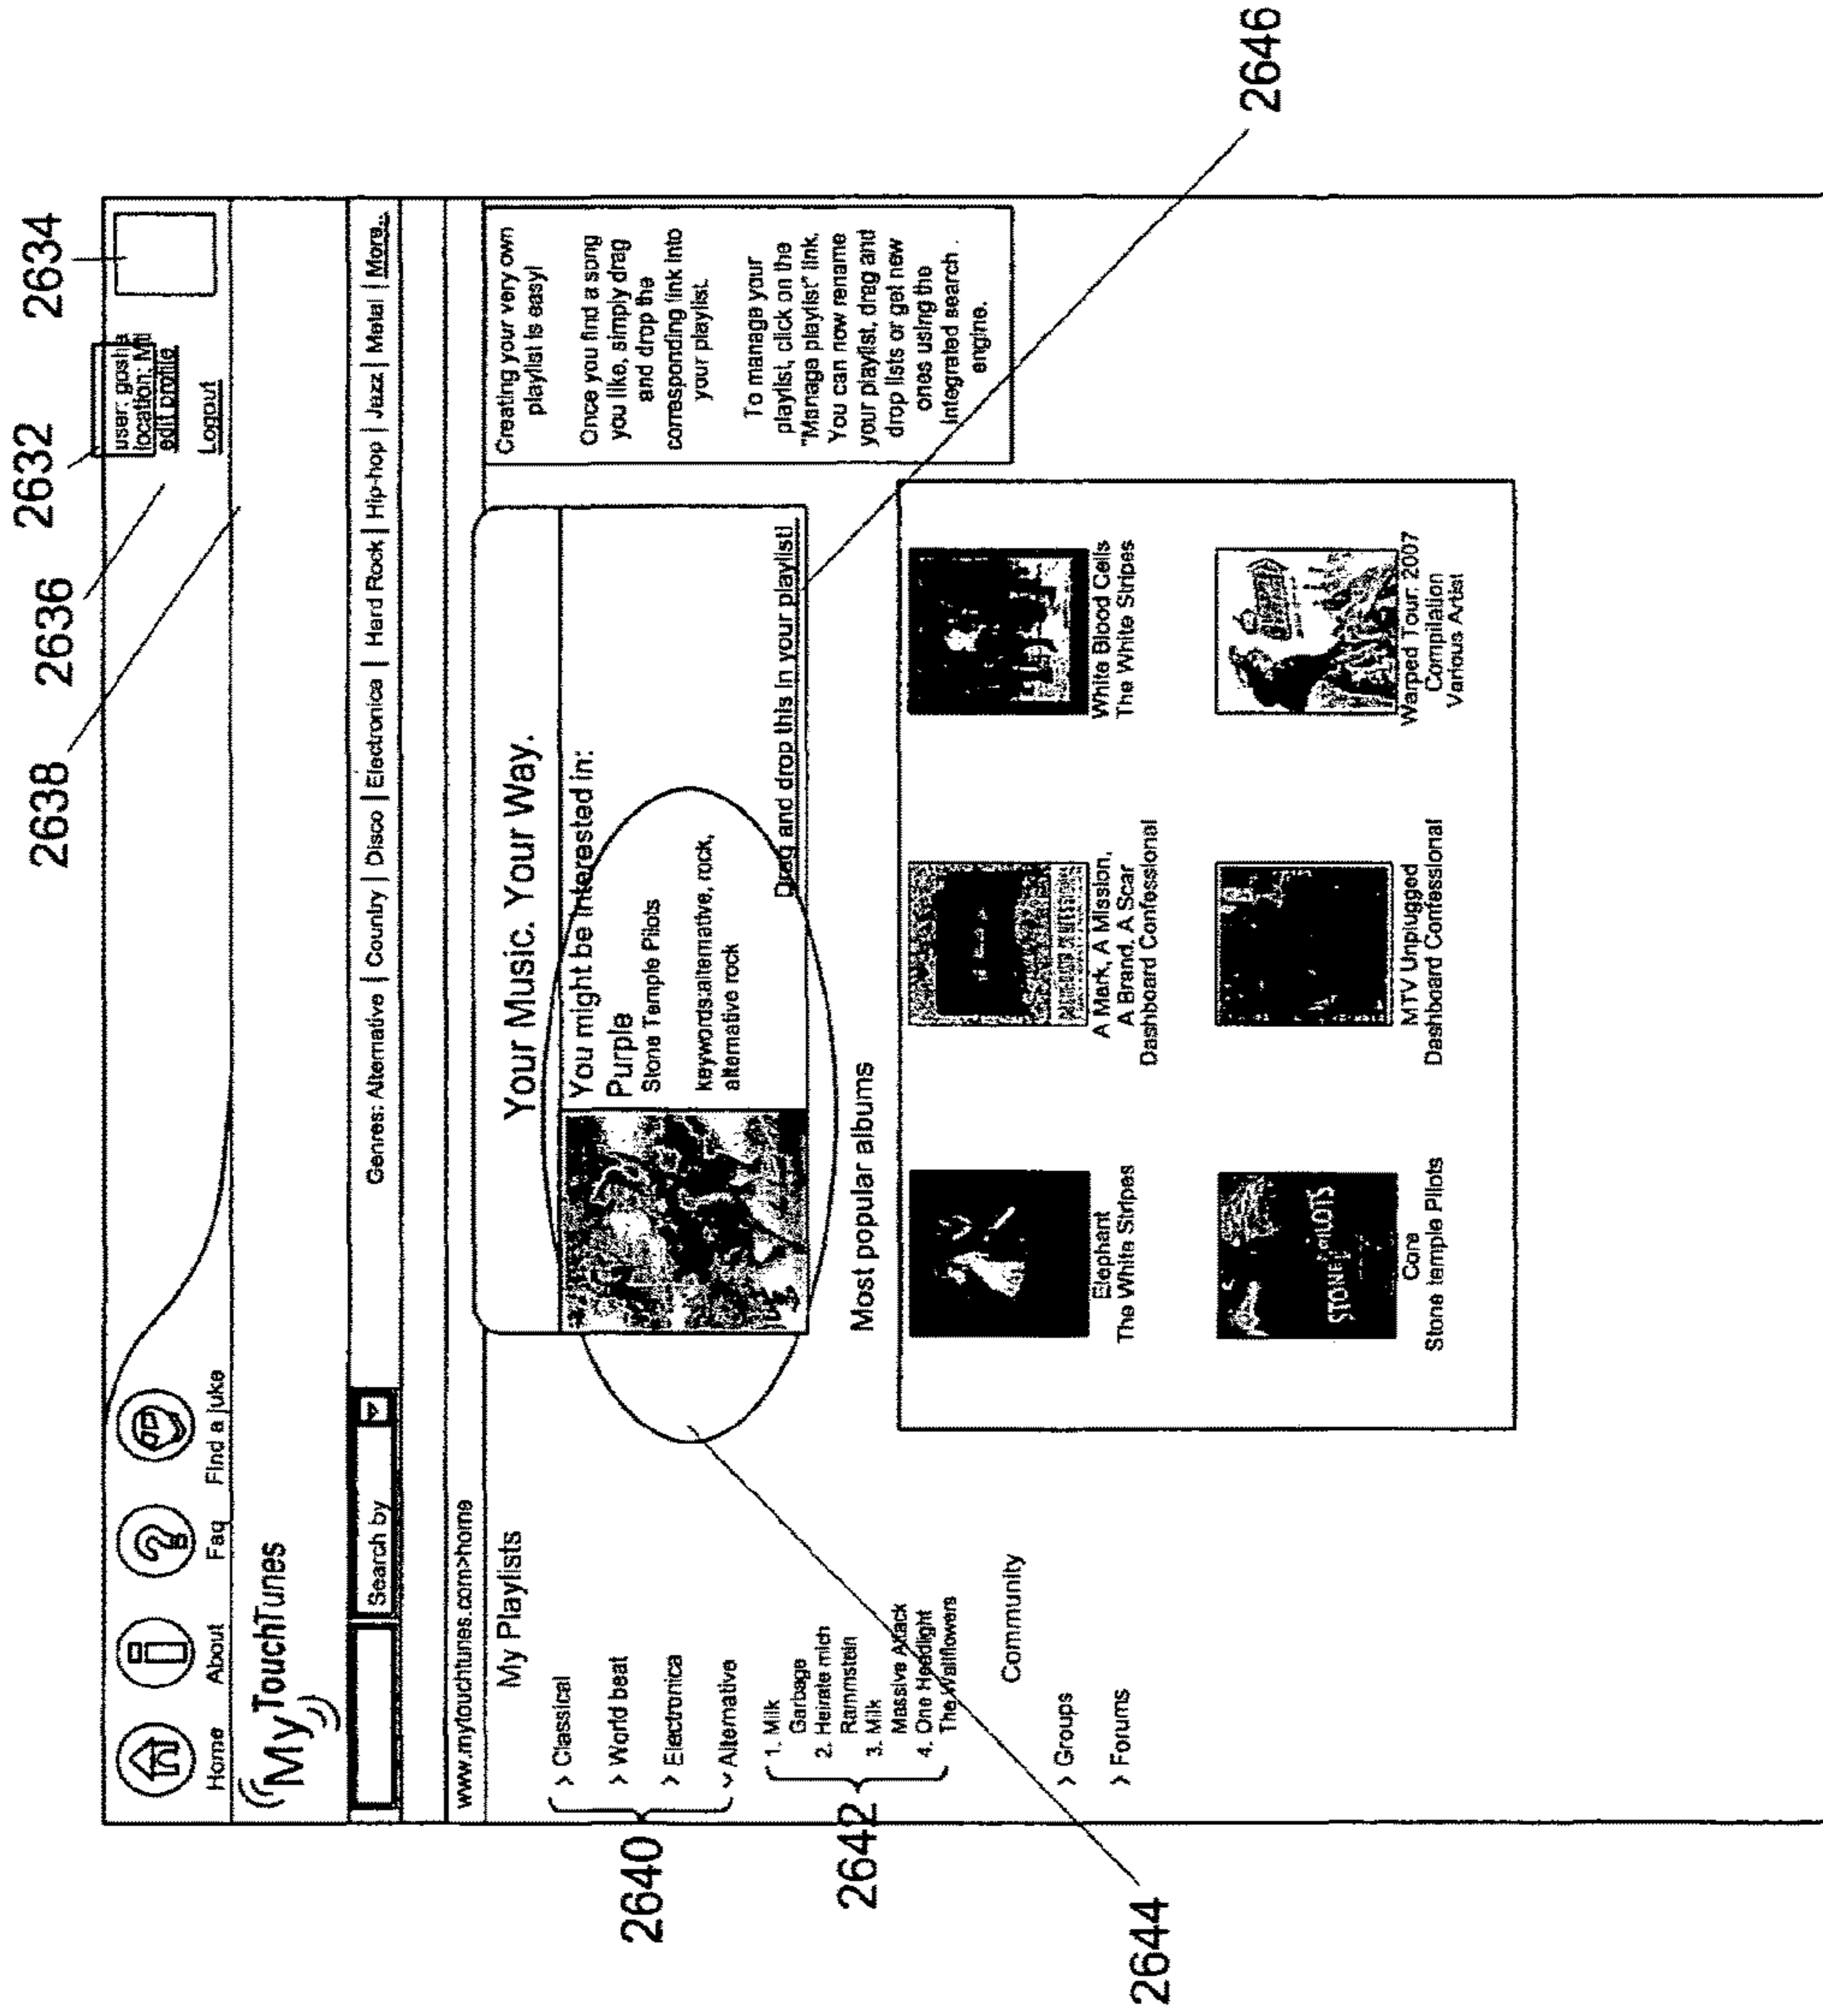 2638
2636
2632
2634
Home
About
Faq
Find a juke
user: gosha
location: Mil
edit profile
Logout
MyTouchTunes
Search by
Genres: Alternative | Country | Disco | Electronica | Hard Rock | Hip-hop | Jazz | Metal | More..
www.mytouchtunes.com>home
My Playlists
> Classical
> World beat
> Electronica
Alternative
1. Milk
Garbage
2. Heirate mich
Rammstein
3. Milk
Massive Attack
4. One Headlight
The Wallflowers
Community
> Groups
> Forums
2640
2642
2644
Your Music. Your Way.
You might be interested in:
Purple
Stone Temple Pilots
keywords:alternative, rock,
alternative rock
Drag and drop this in your playlist!
Most popular albums
Elephant
The White Stripes
A Mark, A Mission,
A Brand, A Scar
Dashboard Confessional
White Blood Cells
The White Stripes
STONE PILOTS
Core
Stone temple Pilots
MTV Unplugged
Dashboard Confessional
Warped Tour: 2007
Compilation
Various Artist
Creating your very own
playlist is easy!
Once you find a song
you like, simply drag
and drop the
corresponding link into
your playlist.
To manage your
playlist, click on the
"Manage playlist" link.
You can now rename
your playlist, drag and
drop lists or get new
ones using the
integrated search
engine.
2646